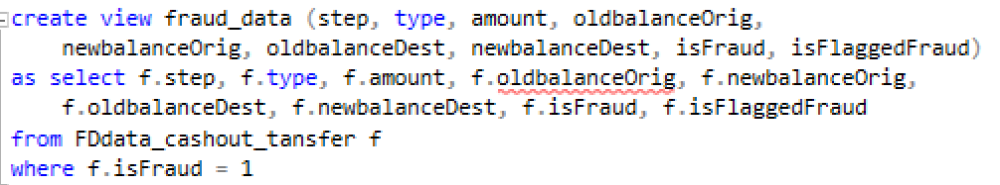 create view fraud_data (step, type, amount, oldbalanceOrig,
newbalanceOrig, oldbalanceDest, newbalanceDest, isFraud, isFlaggedFraud)
as select f.step, f.type, f.amount, f.oldbalanceOrig, f.newbalanceOrig,
f.oldbalanceDest, f.newbalanceDest, f.isFraud, f.isFlaggedFraud
from FDdata_cashout_tansfer f
where f.isFraud = 1